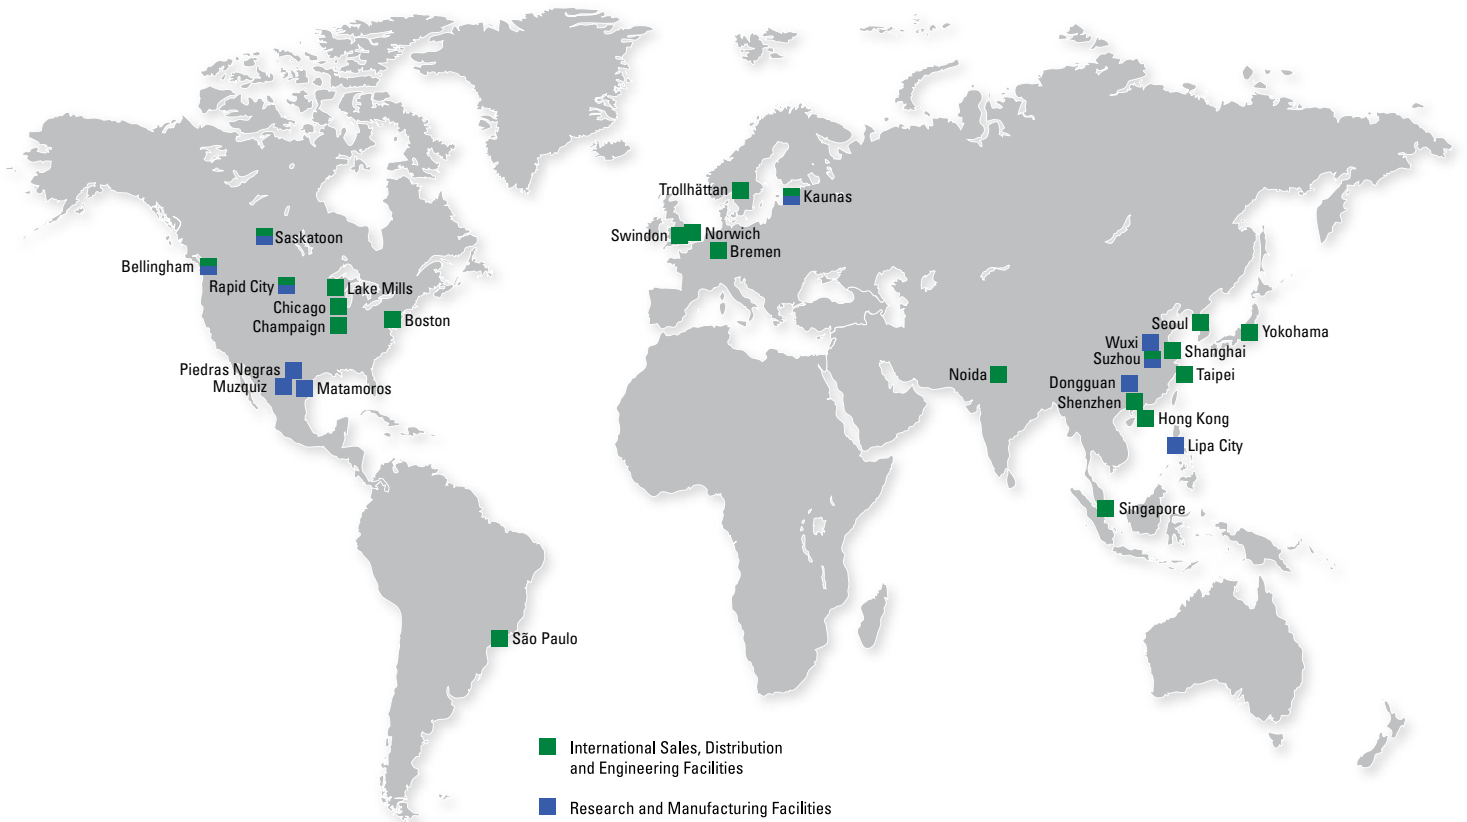 Trollhättan
Kaunas
Swindon
Norwich
Bremen
Saskatoon
Bellingham
Rapid City
Lake Mills
Chicago
Champaign
Boston
Piedras Negras
Muzquiz
Matamoros
Seoul
Yokohama
Wuxi
Shanghai
Suzhou
Noida
Dongguan
Taipei
Shenzhen
Hong Kong
Lipa City
Singapore
São Paulo
International Sales, Distribution
and Engineering Facilities
Research and Manufacturing Facilities